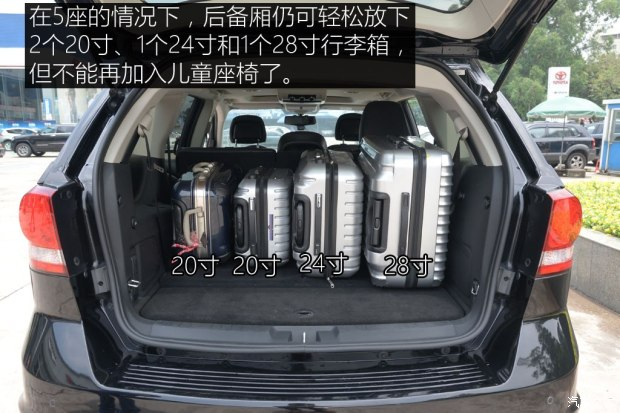 在5座的情况下，后备厢仍可轻松放下
2个20寸、1个24寸和1个28寸行李箱，
但不能再加入儿童座椅了。
TOYOTA
20寸
20寸
24寸
28寸